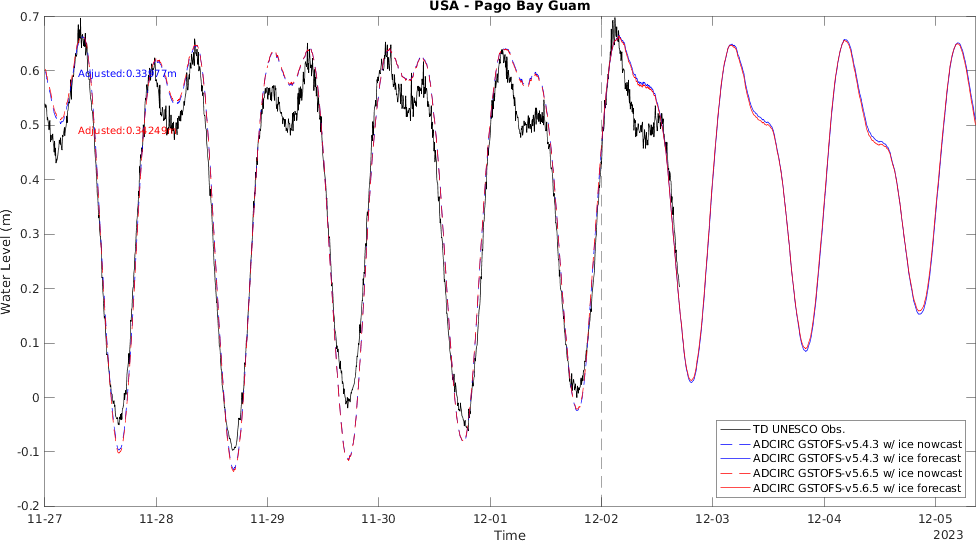 USA - Pago Bay Guam
0.7
0.6
0.5
0.4
0.3
0.2
0.1
0
-0.1
-0.2
Water Level (m)
11-27
11-28
11-29
11-30
12-01
12-02
12-03
12-04
12-05
Time
2023
TD UNESCO Obs.
ADCIRC GSTOFS-v5.4.3 w/ ice nowcast
ADCIRC GSTOFS-v5.4.3 w/ ice forecast
ADCIRC GSTOFS-v5.6.5 w/ ice nowcast
ADCIRC GSTOFS-v5.6.5 w/ ice forecast